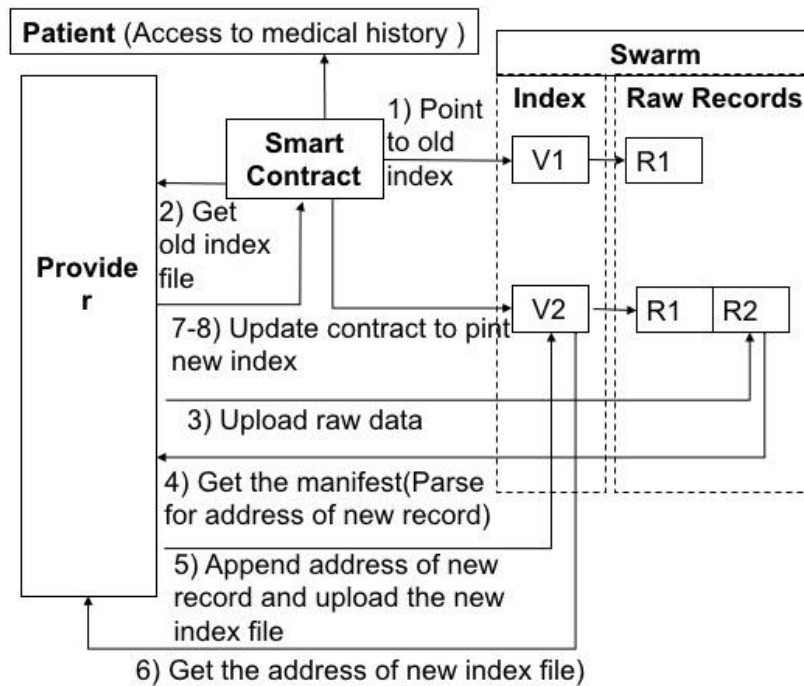 Patient (Access to medical history )
Swarm
Index
Raw Records
1) Point
to old
index
Smart
Contract
V1
R1
2) Get
old index
file
Provide
r
V2
R1
R2
7-8) Update contract to pint
new index
3) Upload raw data
4) Get the manifest(Parse
for address of new record)
5) Append address of new
record and upload the new
index file
6) Get the address of new index file)